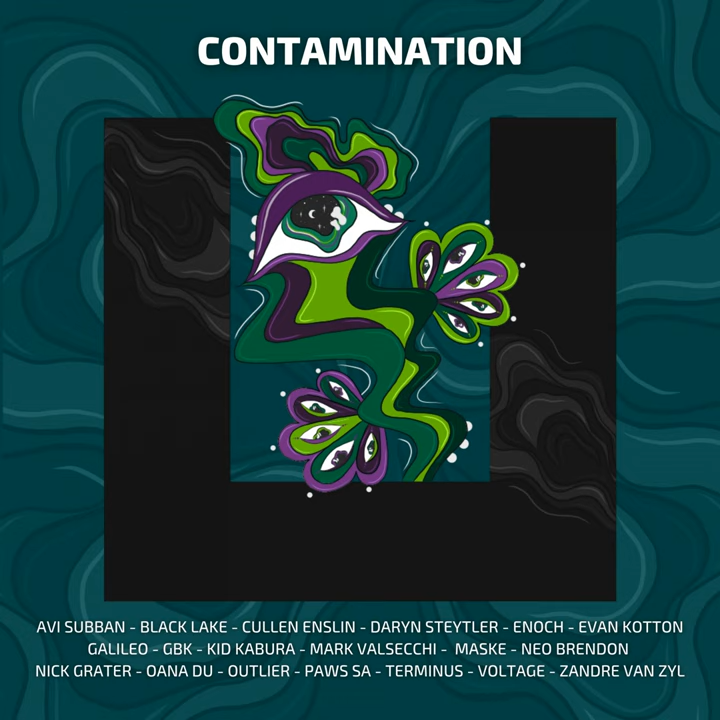 CONTAMINATION
AVI SUBBAN - BLACK LAKE - CULLEN ENSLIN - DARYN STEYTLER - ENOCH - EVAN KOTTON
GALILEO - GBK - KID KABURA - MARK VALSECCHI - MASKE - NEO BRENDON
NICK GRATER - OANA DU - OUTLIER - PAWS SA - TERMINUS - VOLTAGE - ZANDRE VAN ZYL